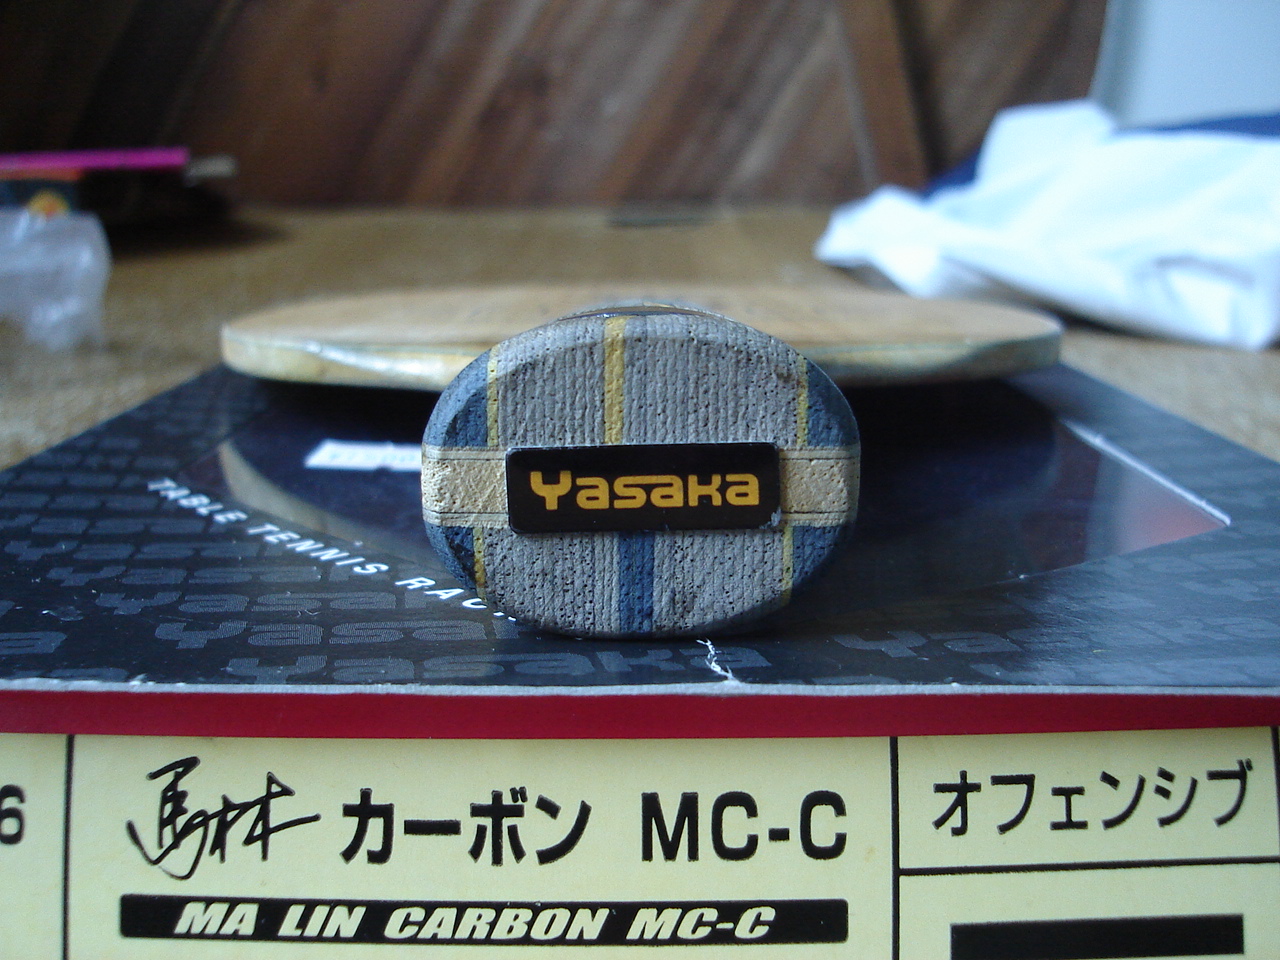 Yasaka
TABLE TENNIS RAC
Yasaka
6
馬林 カーボン MC-C
オフェンシブ
MA LIN CARBON MC-C